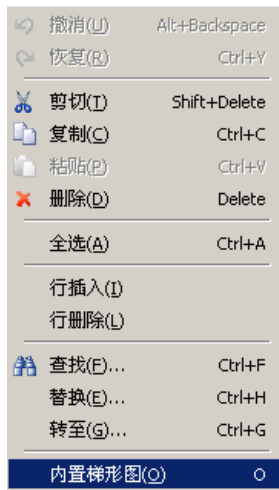 撤消(U) Alt+Backspace
恢复(R) Ctrl+Y
剪切(T) Shift+Delete
复制(C) Ctrl+C
粘贴(P) Ctrl+V
删除(D) Delete
全选(A) Ctrl+A
行插入(I)
行删除(L)
查找(F)... Ctrl+F
替换(E)... Ctrl+H
转至(G)... Ctrl+G
内置梯形图(O) O